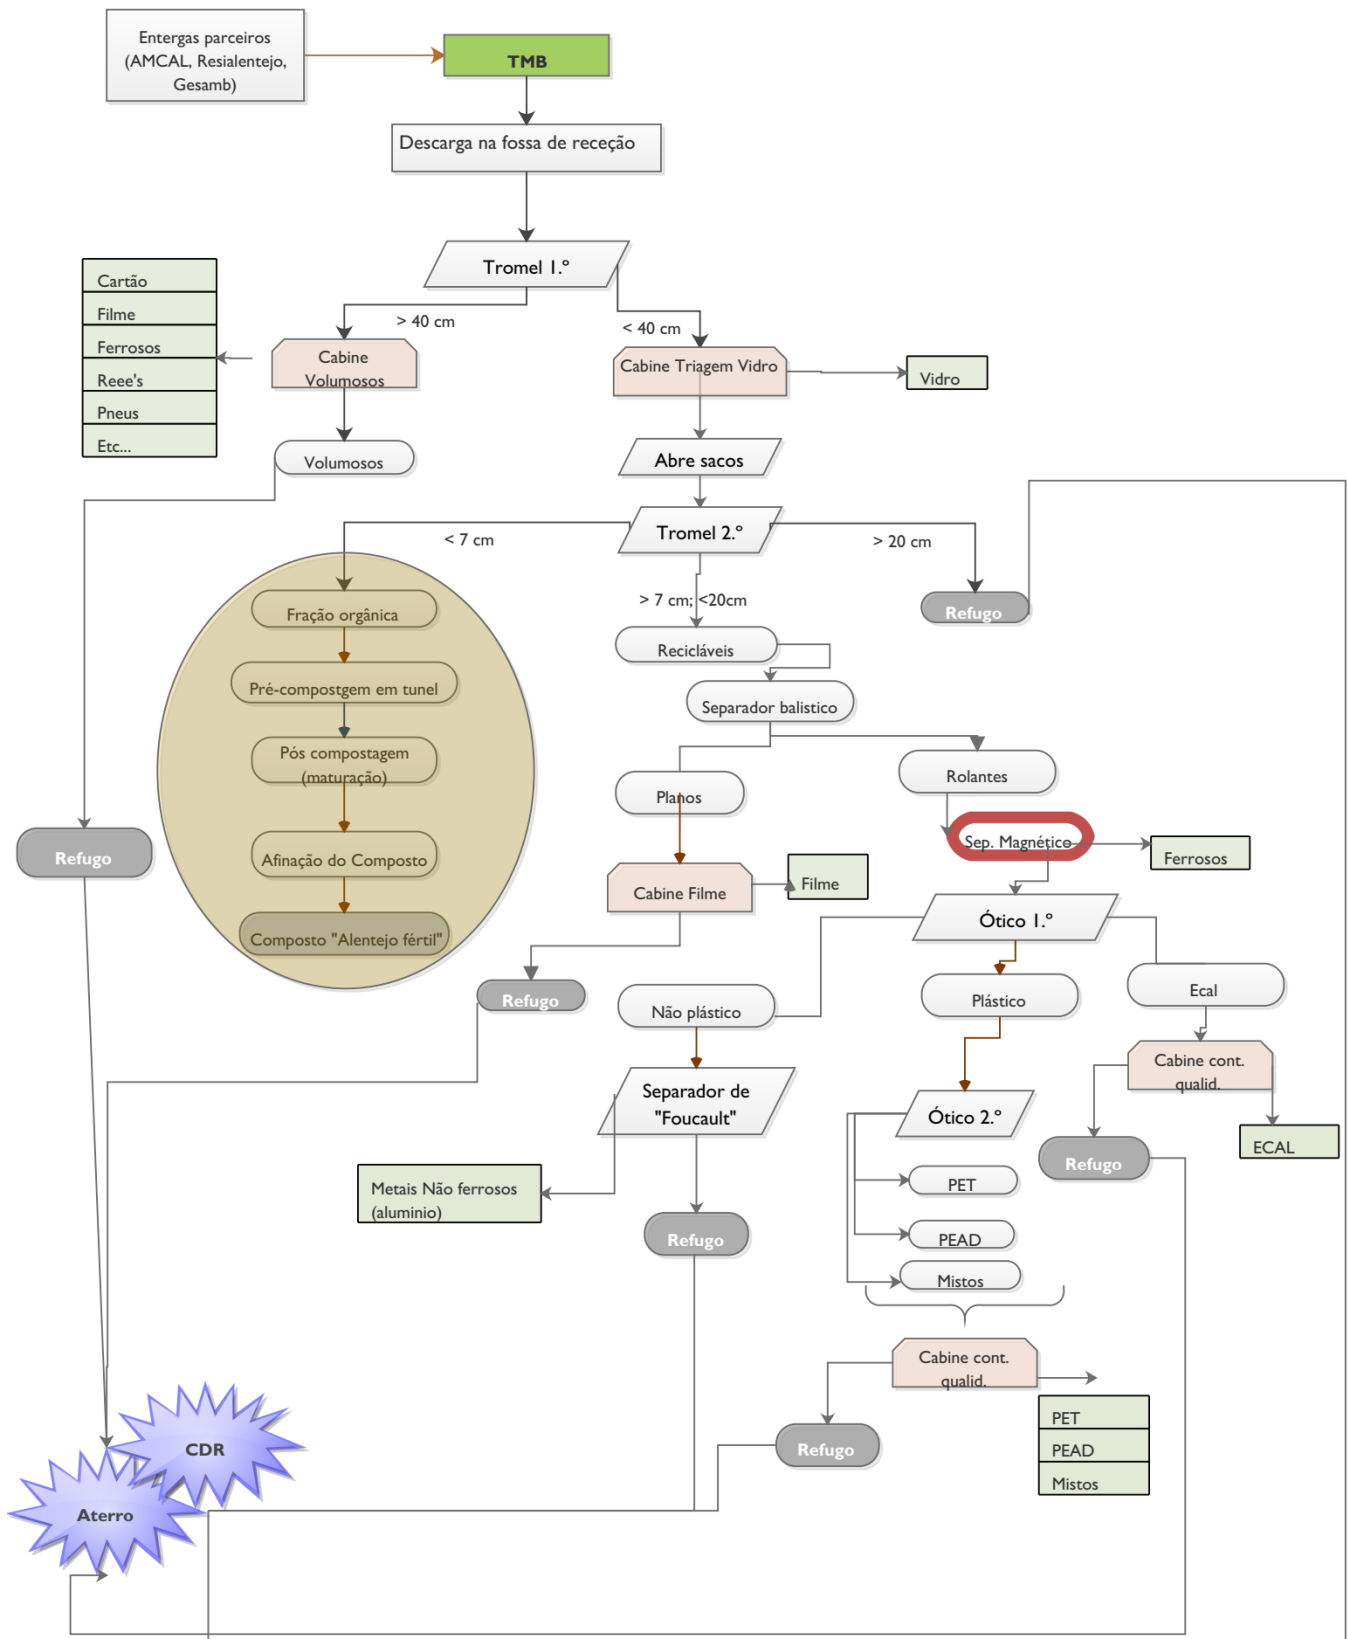 Entergas parceiros
(AMCAL, Resialentejo,
Gesamb)
TMB
Descarga na fossa de receção
Tromel 1.º
> 40 cm
< 40 cm
Cartão
Filme
Ferrosos
Reee's
Pneus
Etc...
Cabine
Volumosos
Cabine Triagem Vidro
Vidro
Volumosos
Abre sacos
Tromel 2.º
< 7 cm
> 20 cm
> 7 cm; <20cm
Fração orgânica
Refugo
Recicláveis
Pré-compostgem em tunel
Separador balistico
Pós compostagem
(maturação)
Planos
Rolantes
Refugo
Afinação do Composto
Sep. Magnético
Ferrosos
Cabine Filme
Filme
Composto "Alentejo fértil"
Ótico 1.º
Refugo
Não plástico
Plástico
Ecal
Cabine cont.
qualid.
Separador de
"Foucault"
Ótico 2.º
ECAL
Refugo
Metais Não ferrosos
(aluminio)
PET
Refugo
PEAD
Mistos
Cabine cont.
qualid.
Refugo
PET
PEAD
Mistos
CDR
Aterro